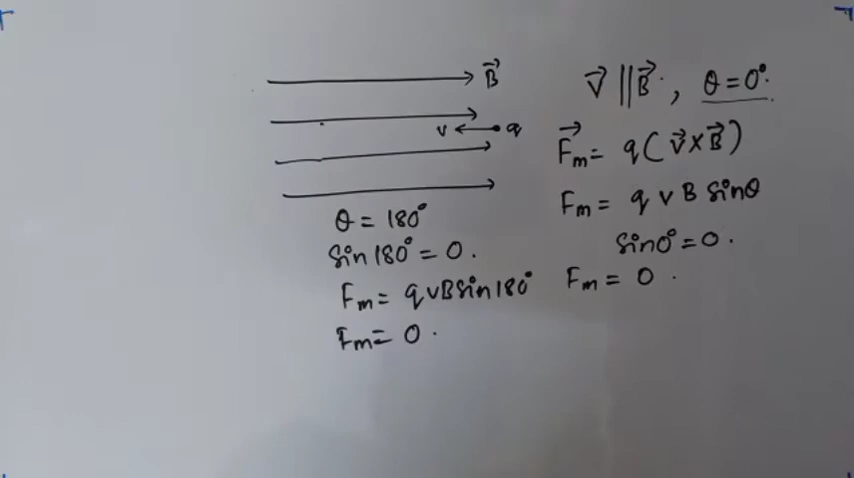 B⃗
V ← q
θ = 180°
Sin 180° = 0.
Fm = qvBSin180°
Fm = 0.
V⃗ || B⃗, θ = 0°.
F⃗m = q(V⃗ × B⃗)
Fm = q v B Sinθ
Sin0° = 0.
Fm = 0.